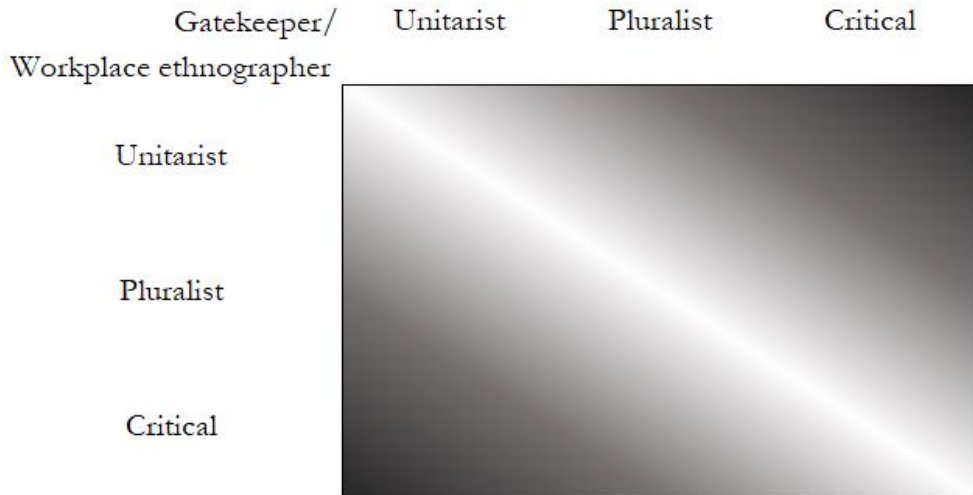 Gatekeeper/ Unitarist Pluralist Critical
Workplace ethnographer
Unitarist
Pluralist
Critical